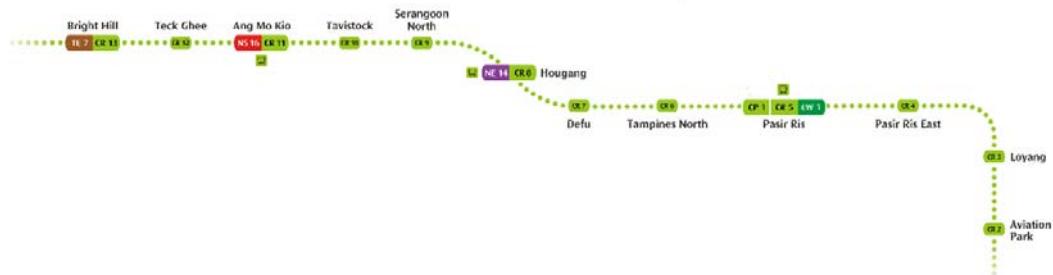 Bright Hill
TE 7 CR 13
Teck Ghee
CR 12
Ang Mo Kio
NS 16 CR 11
Tavistock
CR 10
Serangoon
North
CR 9
NE 14 CR 8 Hougang
CR 7
Defu
CR 6
Tampines North
CP 1 CR 5 EW 1
Pasir Ris
CR 4
Pasir Ris East
CR 3 Loyang
CR 2 Aviation
Park